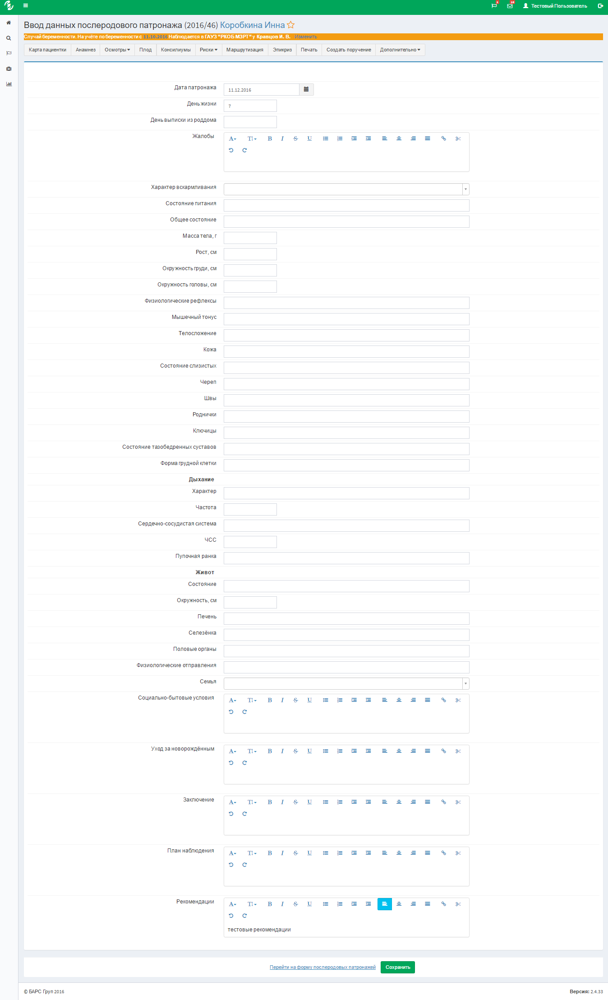 1 16 Тестовый Пользователь
Ввод данных послеродового патронажа (2016/46) Коробкина Инна
Случай беременности. На учёте по беременности с 11.10.2016 Наблюдается в ГАУЗ "РКОБ МЗРТ" у Кравцов И. В. Изменить
Карта пациентки Анамнез Осмотры Плод Консилиумы Риски Маршрутизация Эпикриз Печать Создать поручение Дополнительно
Дата патронажа 11.12.2016
День жизни 7
День выписки из роддома
Жалобы
Характер вскармливания
Состояние питания
Общее состояние
Масса тела, г
Рост, см
Окружность груди, см
Окружность головы, см
Физиологические рефлексы
Мышечный тонус
Телосложение
Кожа
Состояние слизистых
Череп
Швы
Роднички
Ключицы
Состояние тазобедренных суставов
Форма грудной клетки
Дыхание
Характер
Частота
Сердечно-сосудистая система
ЧСС
Пупочная ранка
Живот
Состояние
Окружность, см
Печень
Селезёнка
Половые органы
Физиологические отправления
Семья
Социально-бытовые условия
Уход за новорождённым
Заключение
План наблюдения
Рекомендации
тестовые рекомендации
Перейти на форму послеродовых патронажей Сохранить
© БАРС Груп 2016 Версия: 2.4.33